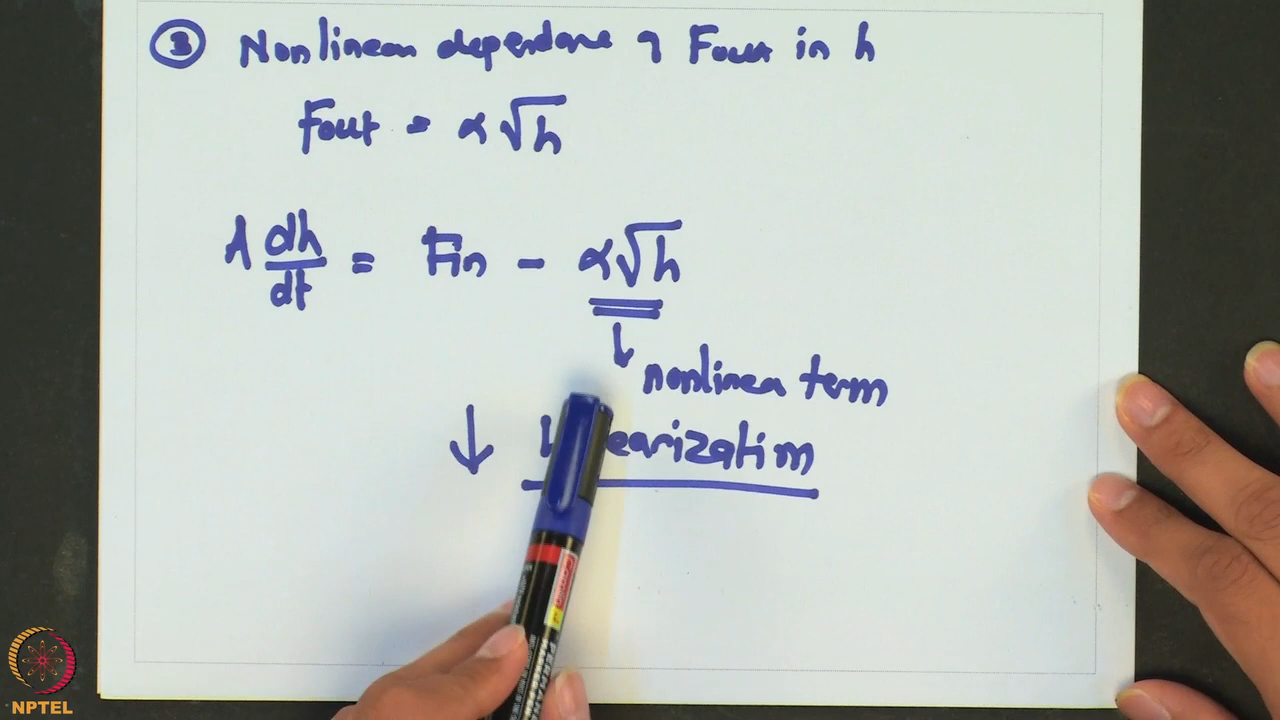 3 Nonlinear dependence of Fout in h
Fout = α√h
A dh/dt = Fin - α√h
↓ nonlinear term
↓ earization
NPTEL